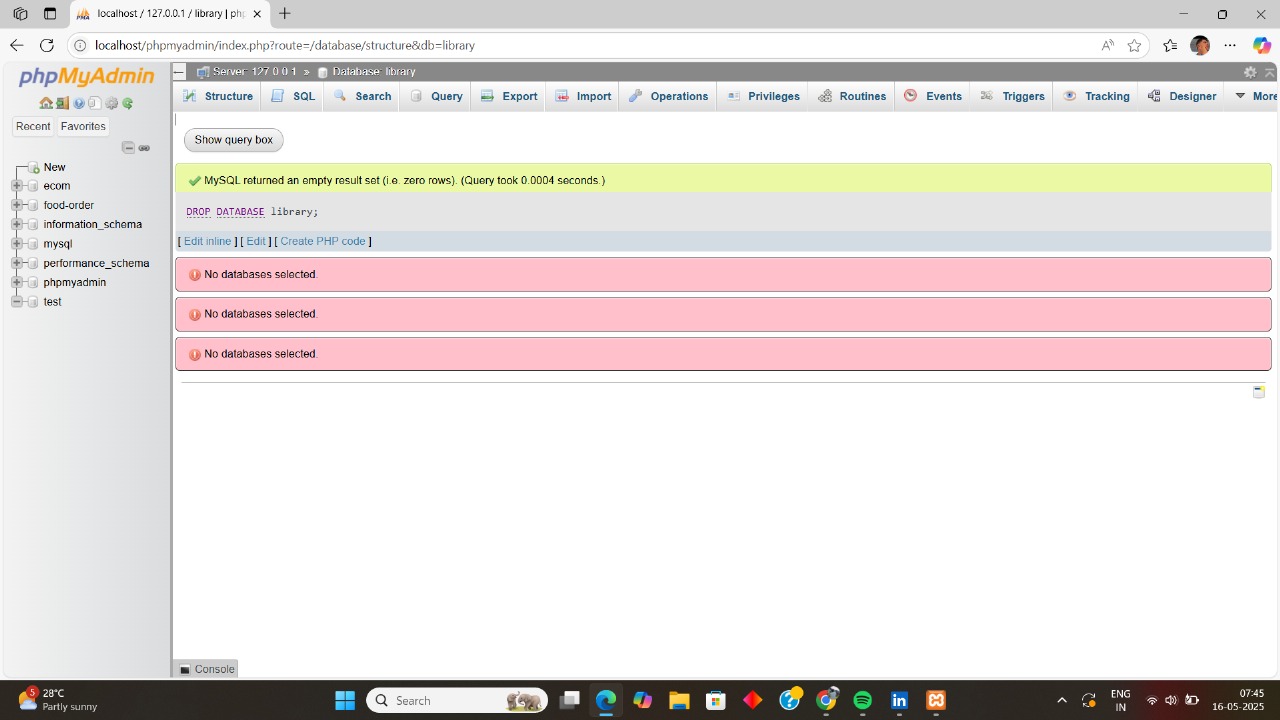 localhost / 127.0.0.1 / library | php
localhost/phpmyadmin/index.php?route=/database/structure&db=library
phpMyAdmin
Server: 127.0.0.1 » Database: library
Structure SQL Search Query Export Import Operations Privileges Routines Events Triggers Tracking Designer More
Recent Favorites
New
ecom
food-order
information_schema
mysql
performance_schema
phpmyadmin
test
Show query box
MySQL returned an empty result set (i.e. zero rows). (Query took 0.0004 seconds.)
DROP DATABASE library;
[ Edit inline ] [ Edit ] [ Create PHP code ]
No databases selected.
No databases selected.
No databases selected.
Console
5
28°C
Partly sunny
Search
ENG
IN
07:45
16-05-2025